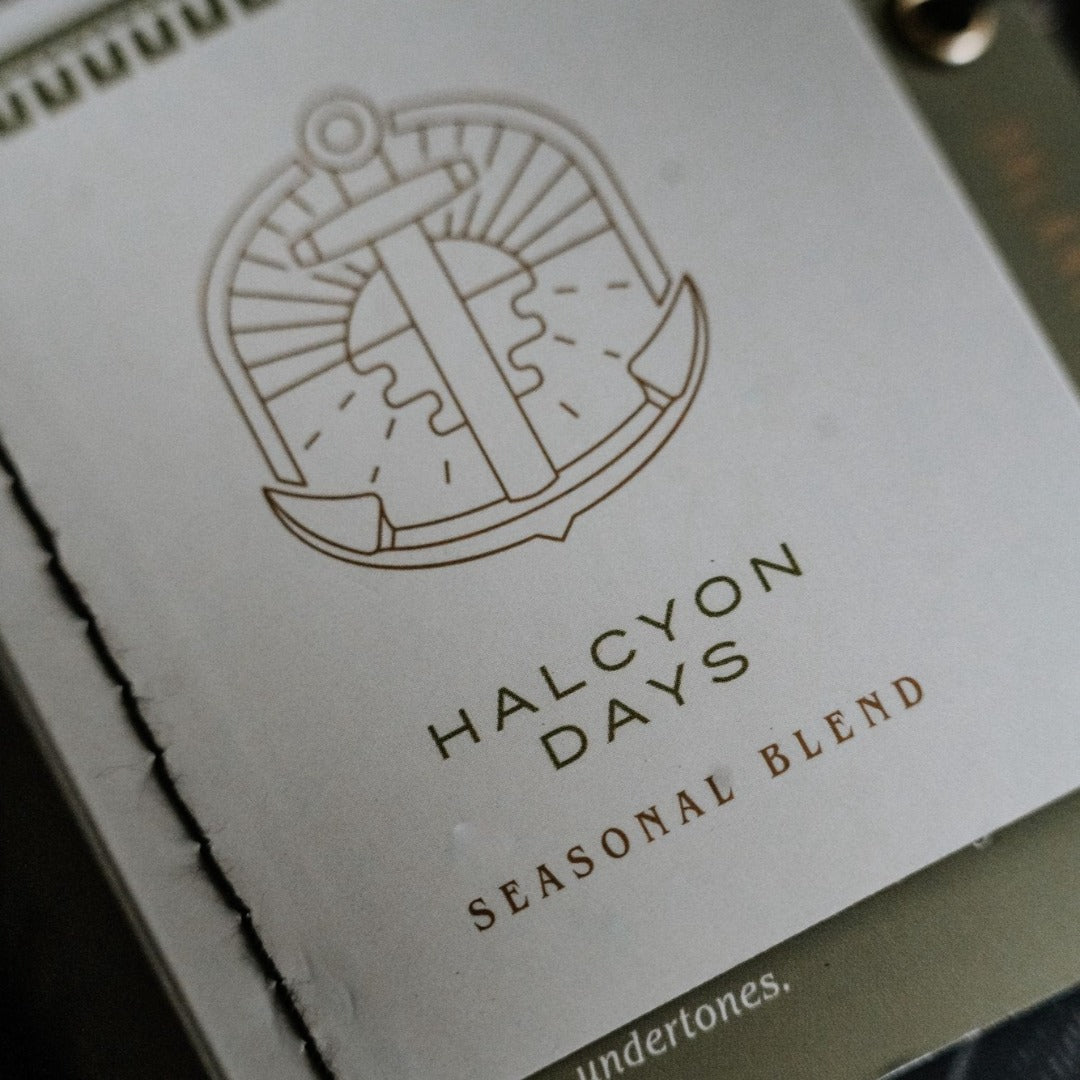 HALCYON
DAYS
SEASONAL BLEND
undertones.